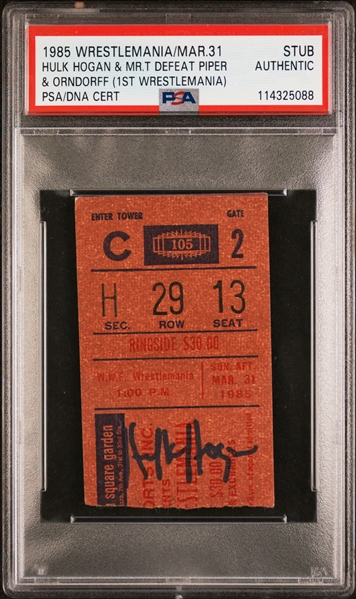 1985 WRESTLEMANIA/MAR.31 STUB
HULK HOGAN & MR.T DEFEAT PIPER AUTHENTIC
& ORNDORFF (1ST WRESTLEMANIA)
PSA/DNA CERT PSA 114325088
ENTER TOWER GATE
C 105 2
H 29 13
SEC. ROW SEAT
RINGSIDE $30.00
W.W.F. Wrestlemania SUN. AFT.
1:00 P.M. MAR. 31
1985
square garden
Hulk Hogan